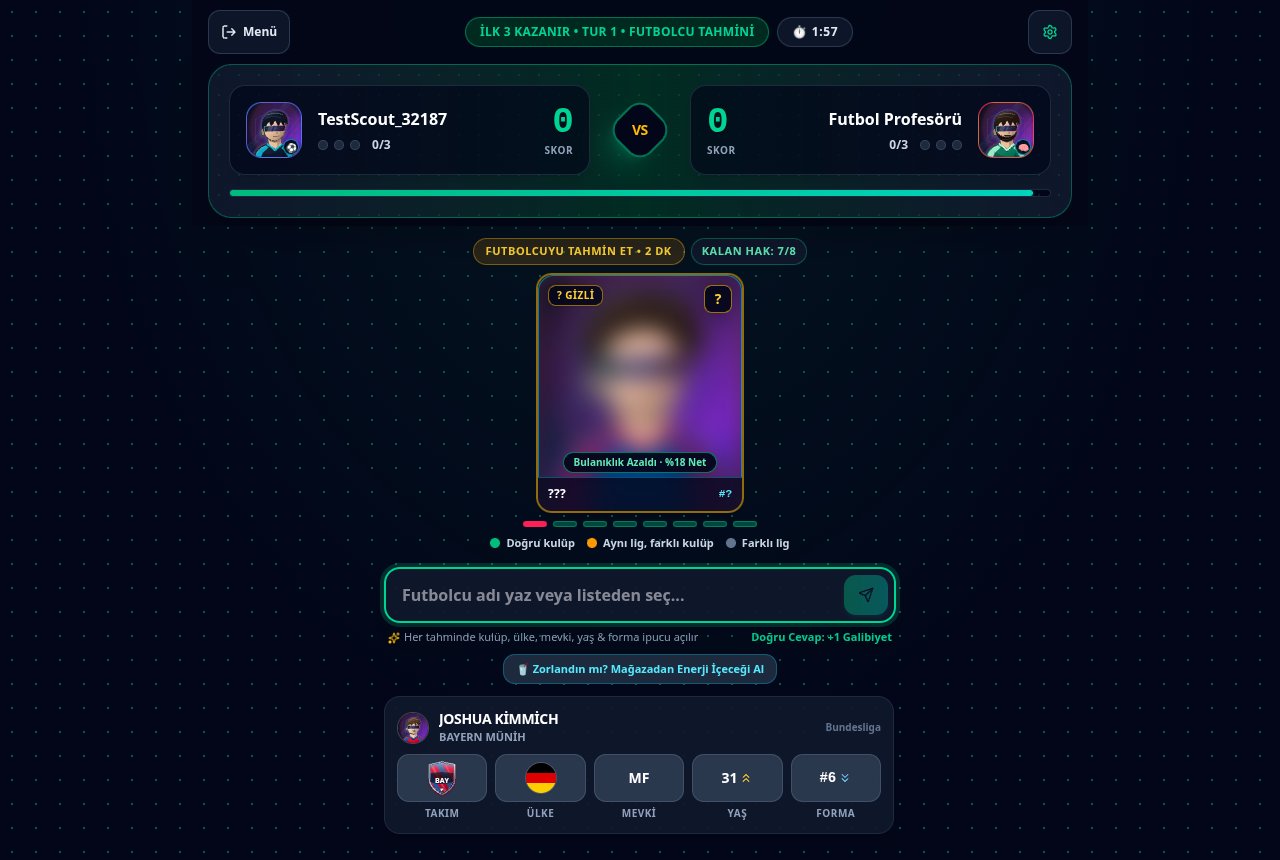 Menü
İLK 3 KAZANIR • TUR 1 • FUTBOLCU TAHMİNİ
⏱️ 1:57
TestScout_32187
0/3
0
SKOR
VS
0
SKOR
Futbol Profesörü
0/3
FUTBOLCUYU TAHMİN ET • 2 DK
KALAN HAK: 7/8
? GİZLİ
?
Bulanıklık Azaldı · %18 Net
???
#?
Doğru kulüp
Aynı lig, farklı kulüp
Farklı lig
Futbolcu adı yaz veya listeden seç...
✨ Her tahminde kulüp, ülke, mevki, yaş & forma ipucu açılır
Doğru Cevap: +1 Galibiyet
🥤 Zorlandın mı? Mağazadan Enerji İçeceği Al
JOSHUA KİMMİCH
BAYERN MÜNİH
Bundesliga
BAY
MF
31
#6
TAKIM
ÜLKE
MEVKİ
YAŞ
FORMA